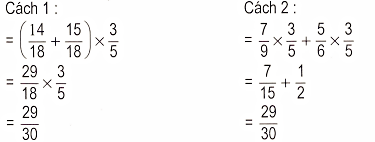 Cách 1 :
= (14/18 + 15/18) × 3/5
= 29/18 × 3/5
= 29/30
Cách 2 :
= 7/9 × 3/5 + 5/6 × 3/5
= 7/15 + 1/2
= 29/30